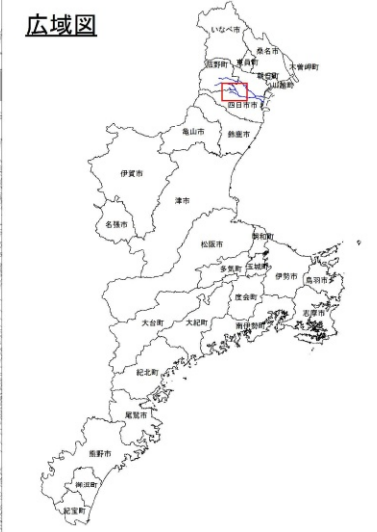 広域図
いなべ市
桑名市
東員町
木曽岬町
菰野町
朝日町
川越町
四日市市
亀山市
鈴鹿市
伊賀市
津市
名張市
松阪市
明和町
多気町
玉城町
伊勢市
鳥羽市
度会町
志摩市
大台町
大紀町
南伊勢町
紀北町
尾鷲市
熊野市
御浜町
紀宝町